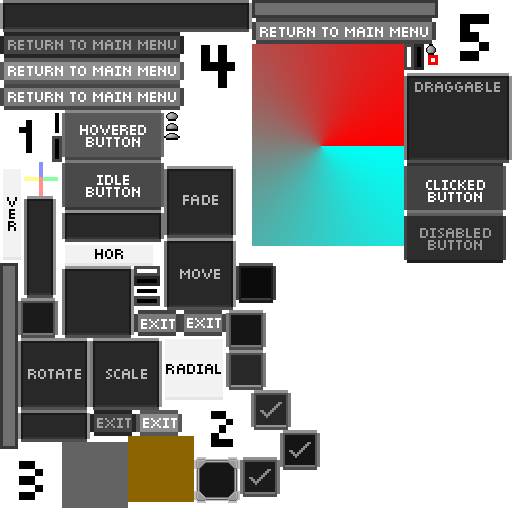 RETURN TO MAIN MENU
RETURN TO MAIN MENU
RETURN TO MAIN MENU
RETURN TO MAIN MENU
4
5
1
HOVERED
BUTTON
DRAGGABLE
IDLE
BUTTON
FADE
CLICKED
BUTTON
VER
HOR
DISABLED
BUTTON
MOVE
EXIT
EXIT
ROTATE
SCALE
RADIAL
EXIT
EXIT
2
3